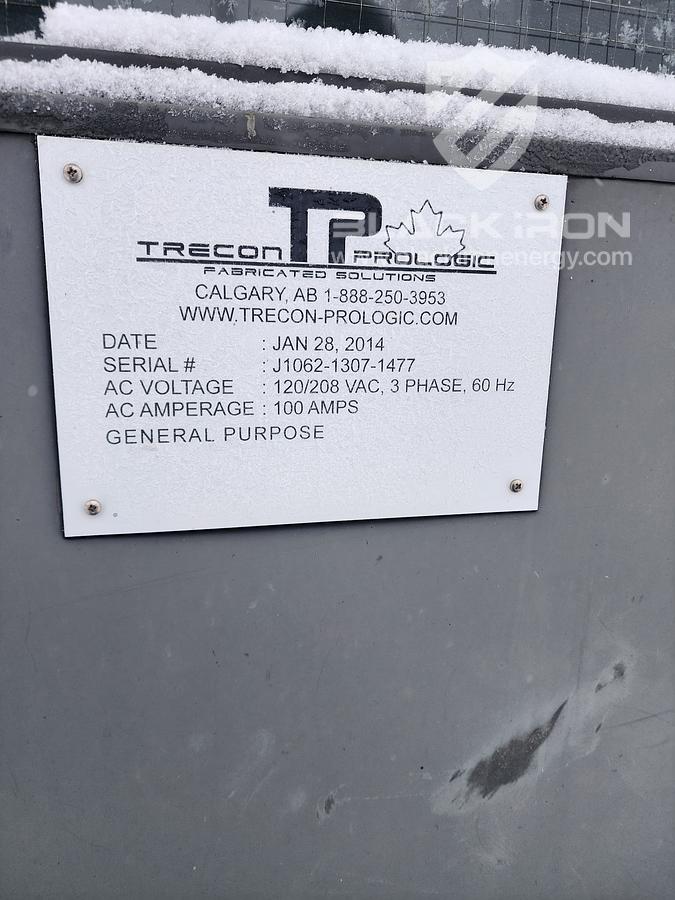 BLACK IRON
TP
TRECON PROLOGIC
FABRICATED SOLUTIONS
CALGARY, AB 1-888-250-3953
WWW.TRECON-PROLOGIC.COM
DATE : JAN 28, 2014
SERIAL # : J1062-1307-1477
AC VOLTAGE : 120/208 VAC, 3 PHASE, 60 Hz
AC AMPERAGE : 100 AMPS
GENERAL PURPOSE